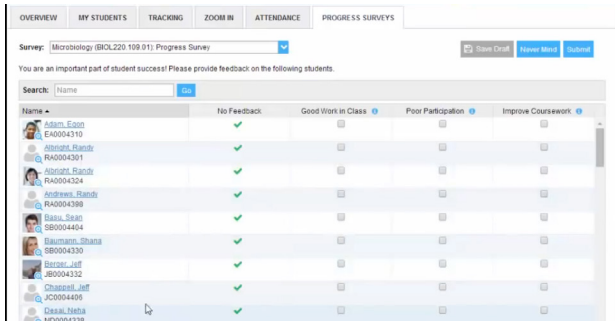 OVERVIEW MY STUDENTS TRACKING ZOOM IN ATTENDANCE PROGRESS SURVEYS
Survey: Microbiology (BIOL220.109.01): Progress Survey Save Draft Never Mind Submit
You are an important part of student success! Please provide feedback on the following students.
Search: Name Go
Name No Feedback Good Work in Class Poor Participation Improve Coursework
Adam, Egon
EA0004310
Albright, Randy
RA0004301
Albright, Randy
RA0004324
Andrews, Randy
RA0004398
Basu, Sean
SB0004404
Baumann, Shana
SB0004330
Berger, Jeff
JB0004332
Chappell, Jeff
JC0004406
Desai, Neha
ND0004338